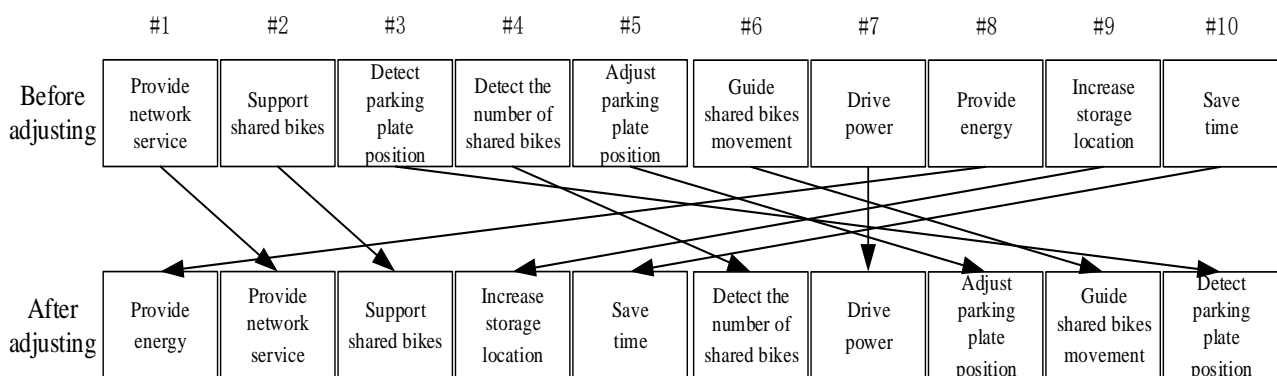 #1 #2 #3 #4 #5 #6 #7 #8 #9 #10
Before
adjusting
Provide
network
service
Support
shared bikes
Detect
parking
plate
position
Detect the
number of
shared bikes
Adjust
parking
plate
position
Guide
shared bikes
movement
Drive
power
Provide
energy
Increase
storage
location
Save
time
After
adjusting
Provide
energy
Provide
network
service
Support
shared bikes
Increase
storage
location
Save
time
Detect the
number of
shared bikes
Drive
power
Adjust
parking
plate
position
Guide
shared bikes
movement
Detect
parking
plate
position